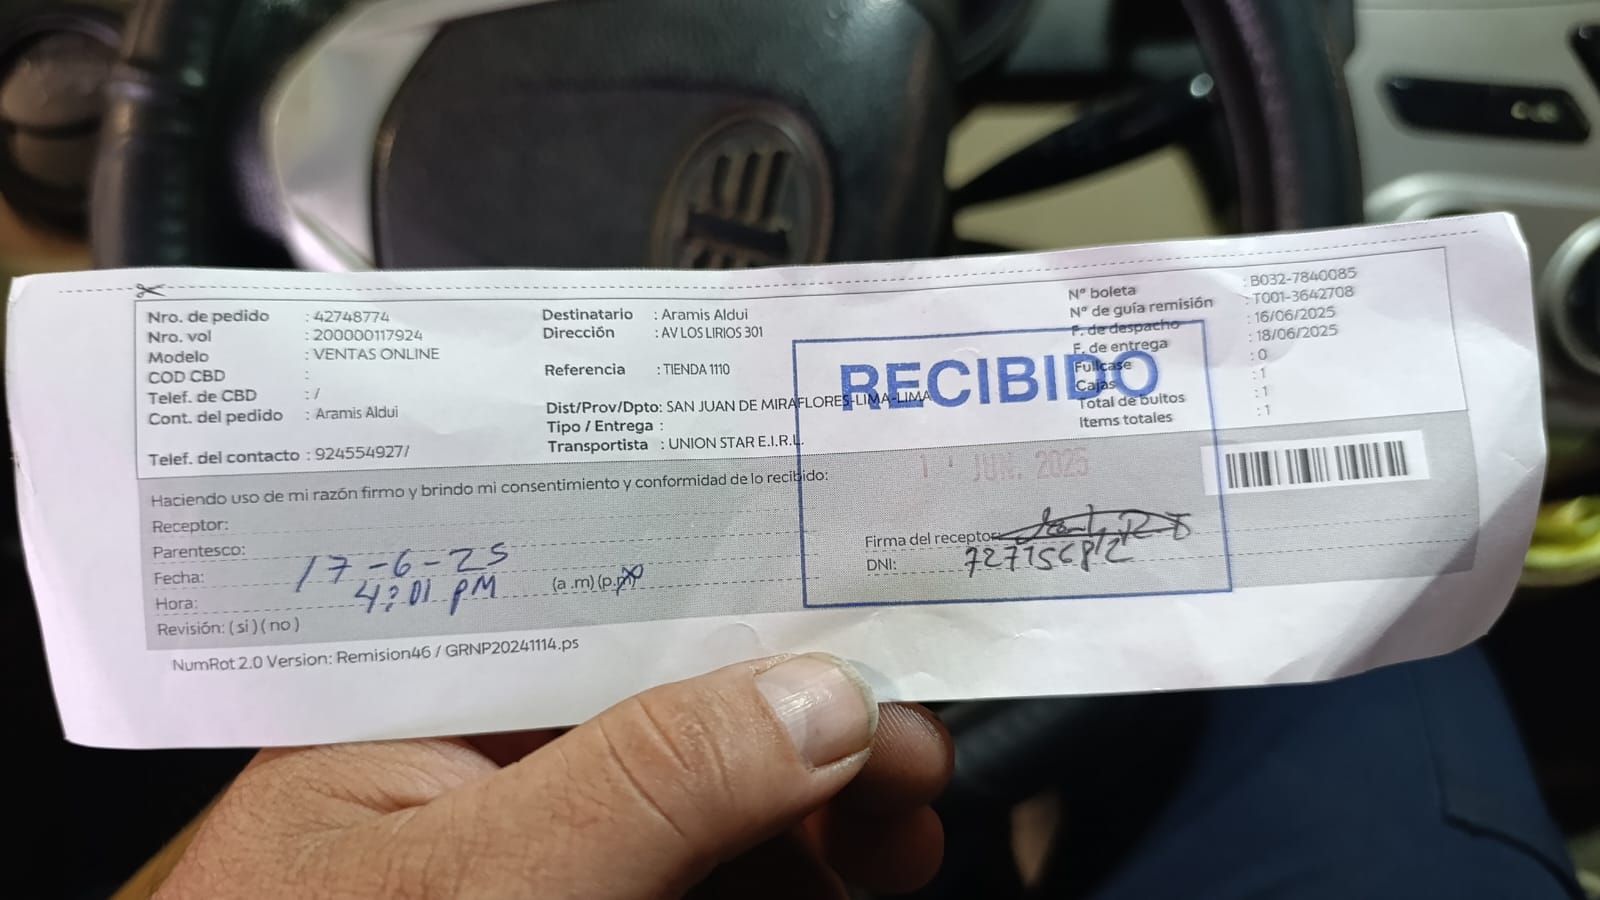 Nro. de pedido : 42748774
Nro. vol : 200000117924
Modelo : VENTAS ONLINE
COD CBD :
Telef. de CBD : /
Cont. del pedido : Aramis Aldui
Telef. del contacto : 924554927/
Destinatario : Aramis Aldui
Dirección : AV LOS LIRIOS 301
Referencia : TIENDA 1110
Dist/Prov/Dpto: SAN JUAN DE MIRAFLORES-LIMA-LIMA
Tipo / Entrega :
Transportista : UNION STAR E.I.R.L.
N° boleta : B032-7840085
N° de guía remisión : T001-3642708
F. de despacho : 16/06/2025
F. de entrega : 18/06/2025
Fullcase : 0
Cajas : 1
Total de bultos : 1
Items totales : 1
RECIBIDO
JUN. 2025
Haciendo uso de mi razón firmo y brindo mi consentimiento y conformidad de lo recibido:
Receptor:
Parentesco:
Fecha: 17-6-25
Hora: 4:01 PM (a .m) (p.m)
Revisión: ( si ) ( no )
Firma del receptor
DNI:
NumRot 2.0 Version: Remision46 / GRNP20241114.ps